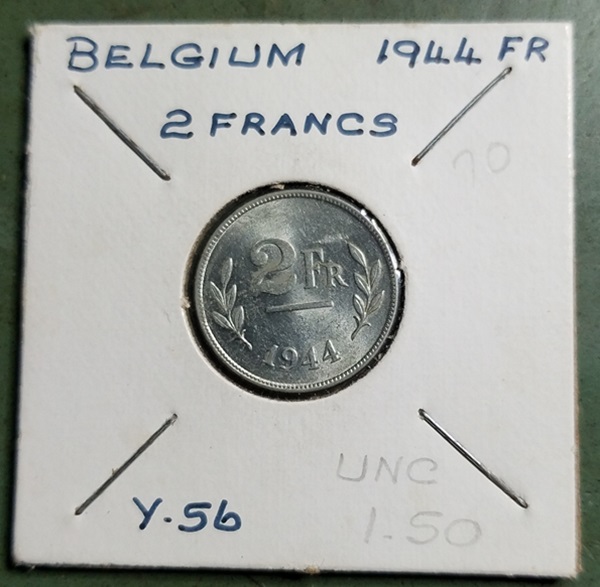 BELGIUM 1944 FR
2 FRANCS
70
2 FR
1944
UNC
Y.56 1.50